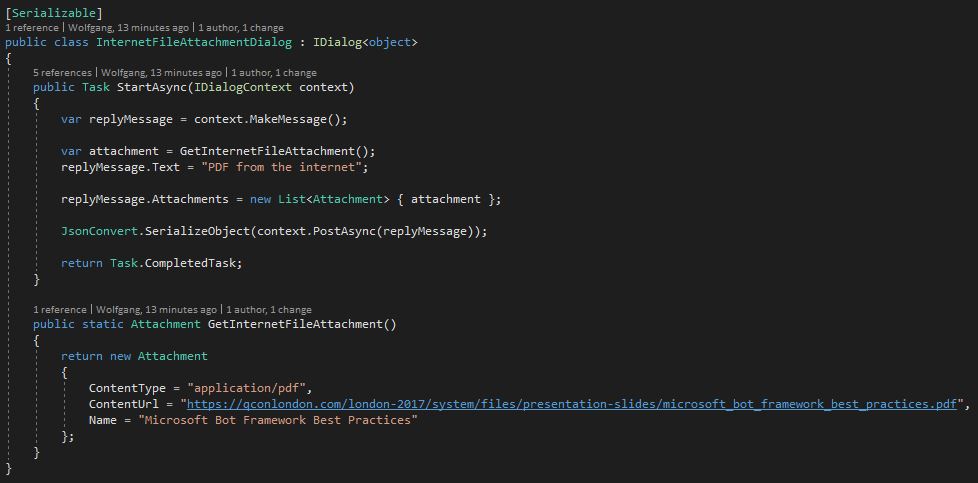 [Serializable]
1 reference | Wolfgang, 13 minutes ago | 1 author, 1 change
public class InternetFileAttachmentDialog : IDialog<object>
{
5 references | Wolfgang, 13 minutes ago | 1 author, 1 change
public Task StartAsync(IDialogContext context)
{
var replyMessage = context.MakeMessage();
var attachment = GetInternetFileAttachment();
replyMessage.Text = "PDF from the internet";
replyMessage.Attachments = new List<Attachment> { attachment };
JsonConvert.SerializeObject(context.PostAsync(replyMessage));
return Task.CompletedTask;
}
1 reference | Wolfgang, 13 minutes ago | 1 author, 1 change
public static Attachment GetInternetFileAttachment()
{
return new Attachment
{
ContentType = "application/pdf",
ContentUrl = "https://qconlondon.com/london-2017/system/files/presentation-slides/microsoft_bot_framework_best_practices.pdf",
Name = "Microsoft Bot Framework Best Practices"
};
}
}